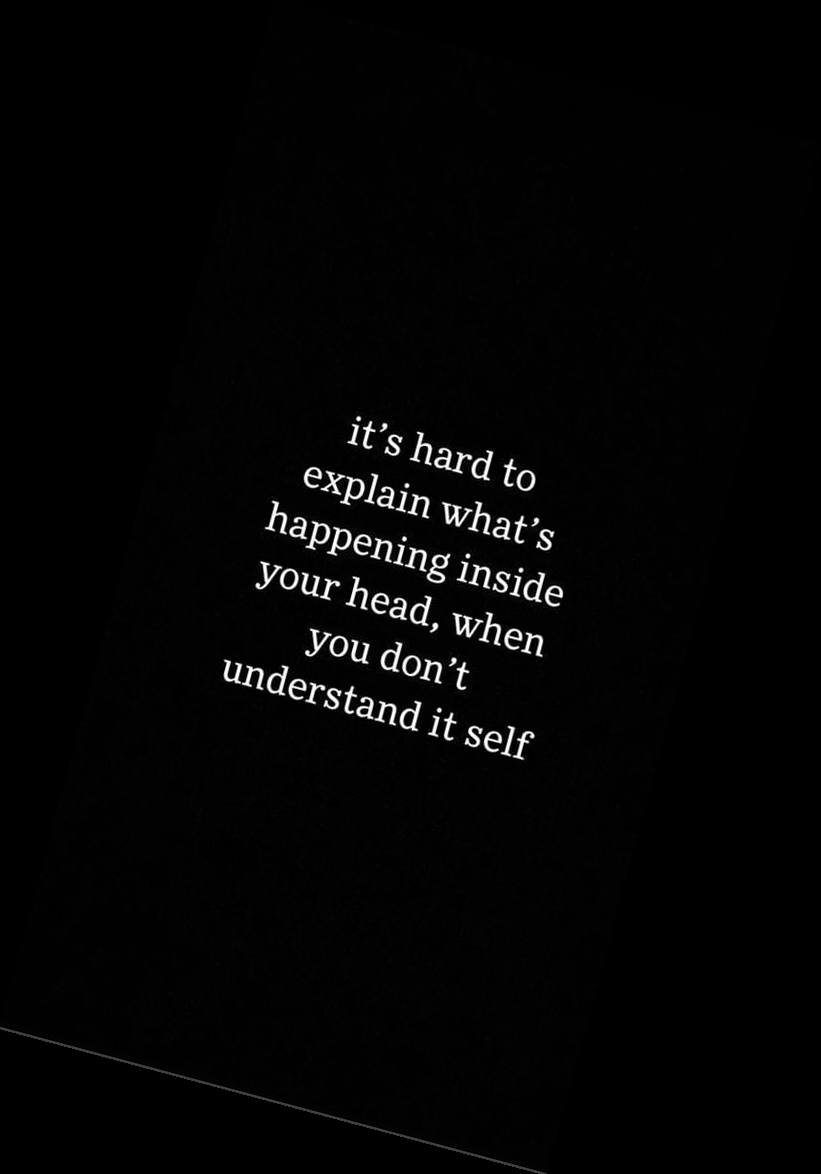 it’s hard to
explain what’s
happening inside
your head, when
you don’t
understand it self